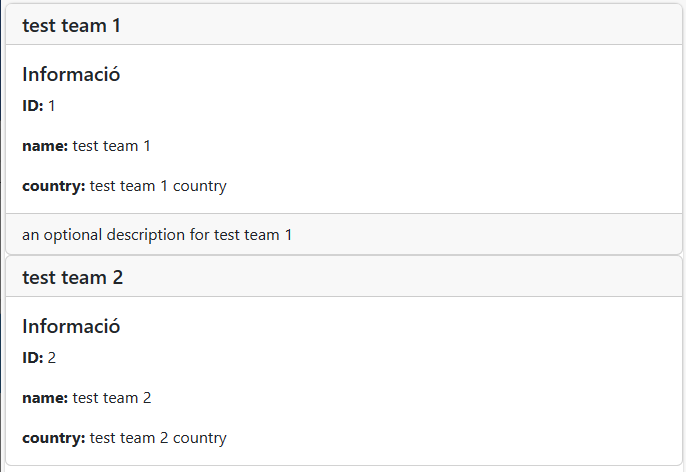 test team 1
Informació
ID: 1
name: test team 1
country: test team 1 country
an optional description for test team 1
test team 2
Informació
ID: 2
name: test team 2
country: test team 2 country